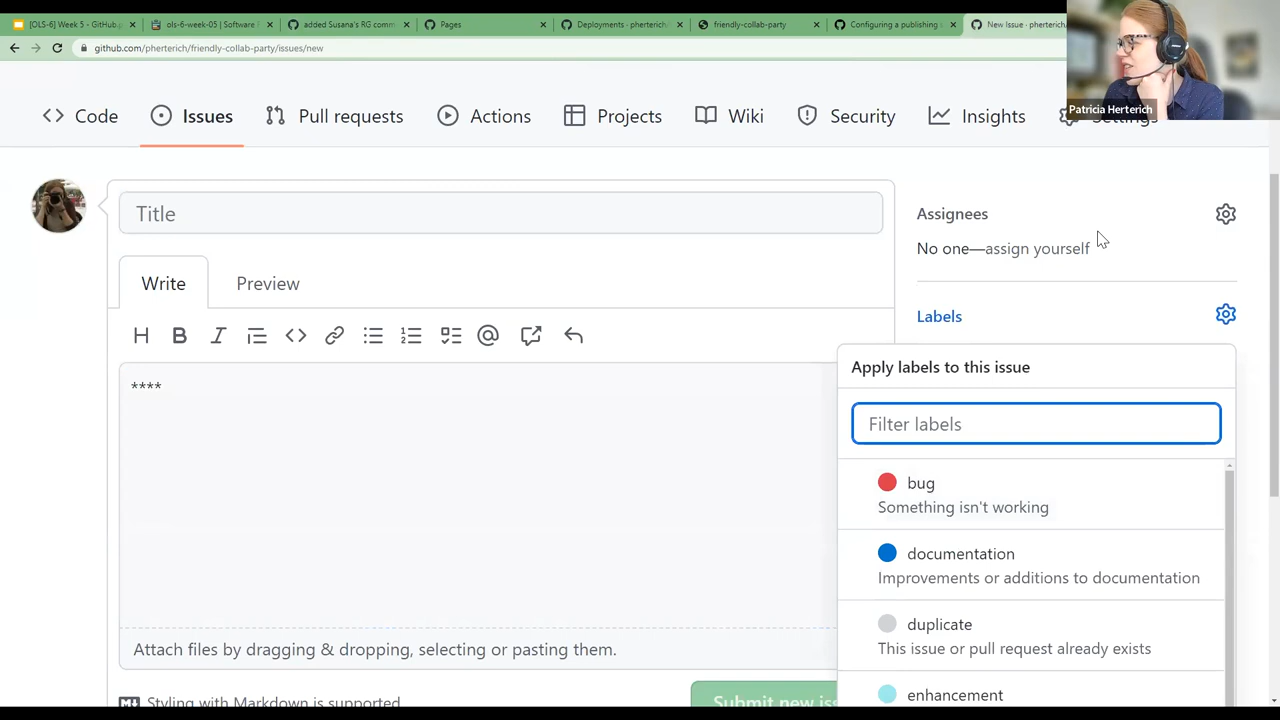 [OLS-6] Week 5 - GitHub.p
ols-6-week-05 | Software
added Susana's RG comm
Pages
Deployments · pherterich/
friendly-collab-party
Configuring a publishing
New Issue · pherterich
github.com/pherterich/friendly-collab-party/issues/new
Patricia Herterich
Code
Issues
Pull requests
Actions
Projects
Wiki
Security
Insights
Settings
Title
Assignees
No one—assign yourself
Write
Preview
Labels
Apply labels to this issue
Filter labels
****
bug
Something isn't working
documentation
Improvements or additions to documentation
duplicate
This issue or pull request already exists
Attach files by dragging & dropping, selecting or pasting them.
enhancement
Styling with Markdown is supported
Submit new iss